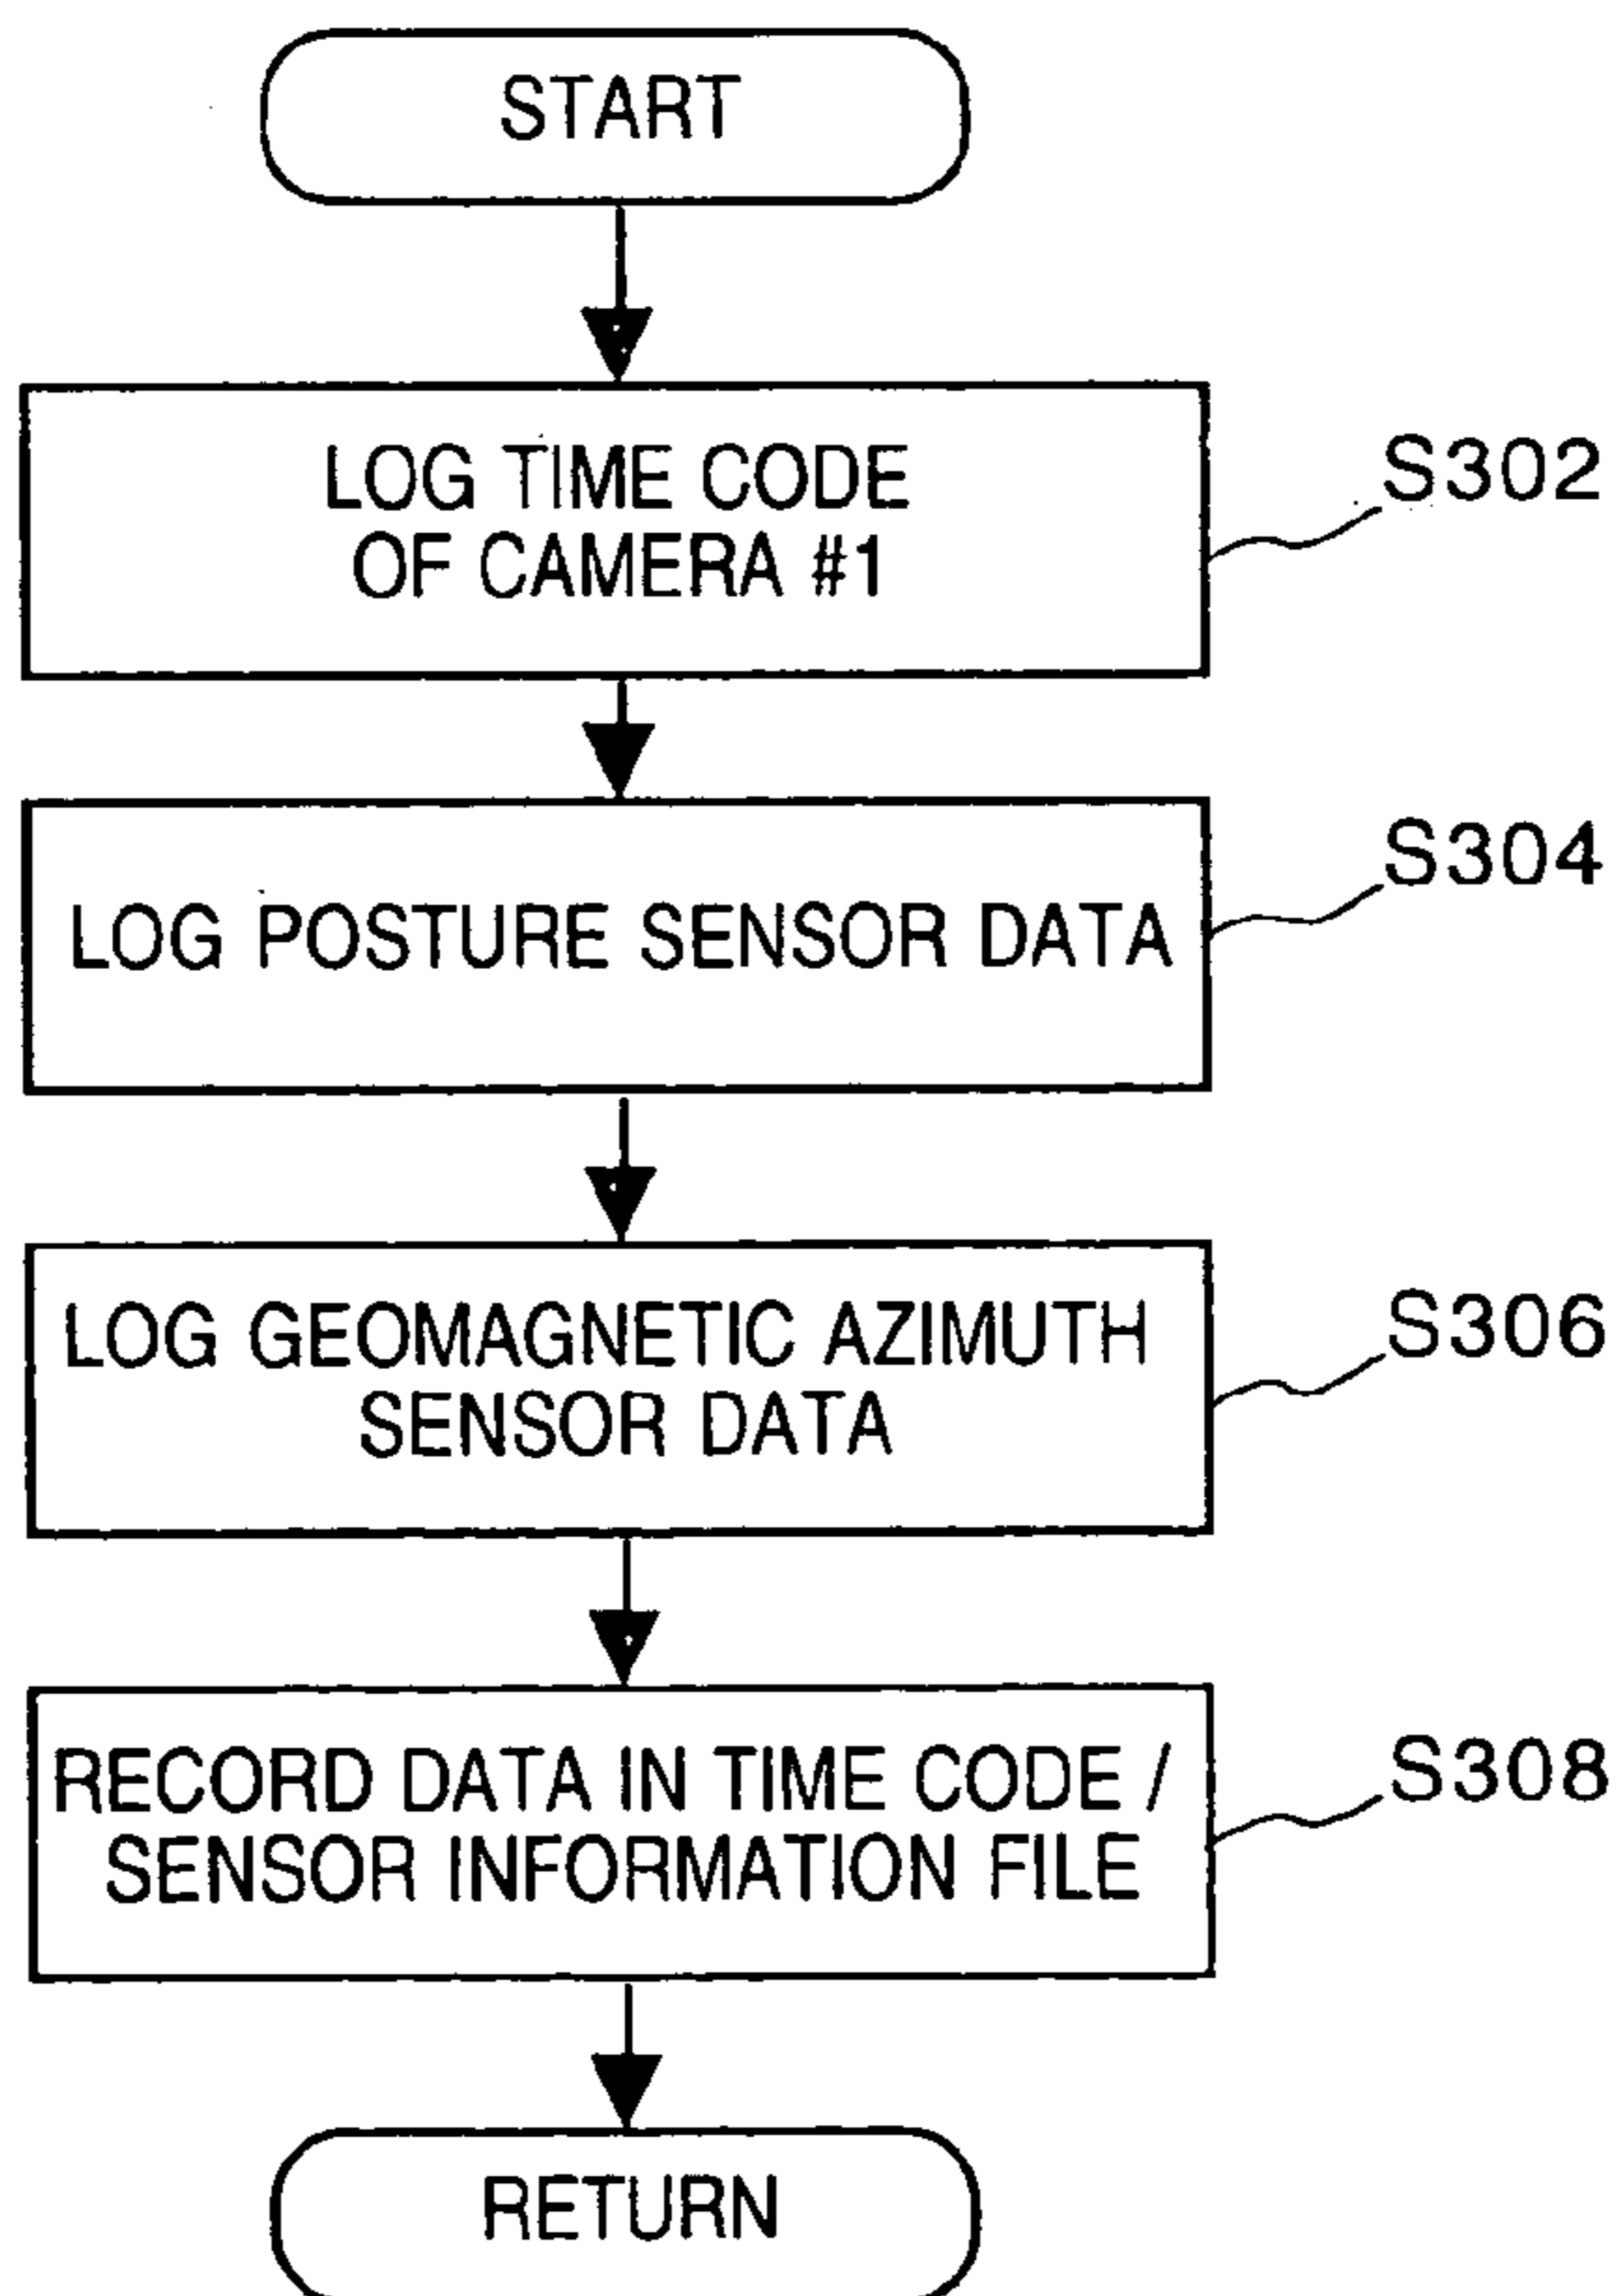 START
LOG TIME CODE
OF CAMERA #1
S302
LOG POSTURE SENSOR DATA
S304
LOG GEOMAGNETIC AZIMUTH
SENSOR DATA
S306
RECORD DATA IN TIME CODE /
SENSOR INFORMATION FILE
S308
RETURN